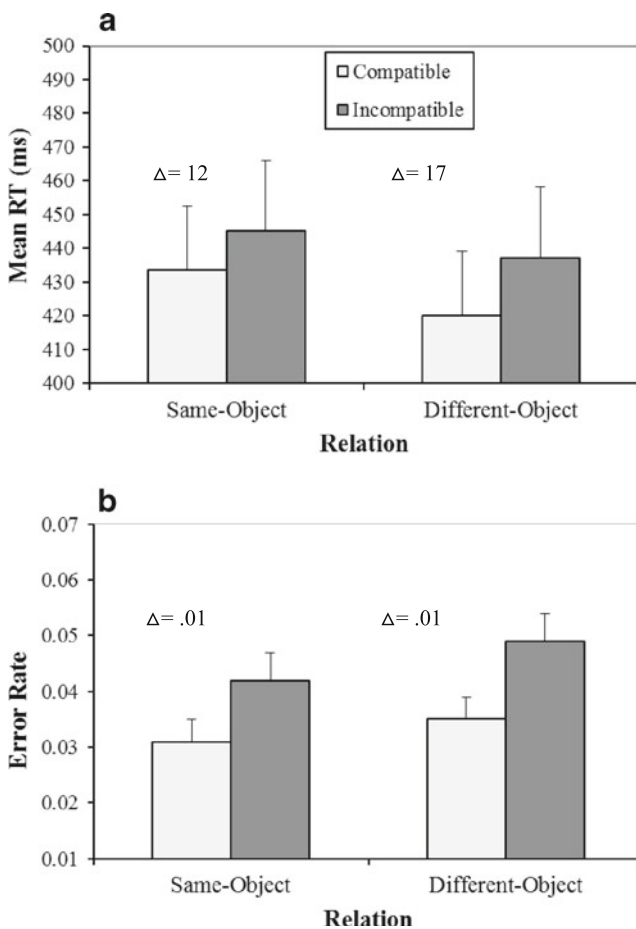 a
500
490
480
470
460
450
440
430
420
410
400
Mean RT (ms)
Compatible
Incompatible
△= 12
△= 17
Same-Object
Different-Object
Relation
b
0.07
0.06
0.05
0.04
0.03
0.02
0.01
Error Rate
△= .01
△= .01
Same-Object
Different-Object
Relation